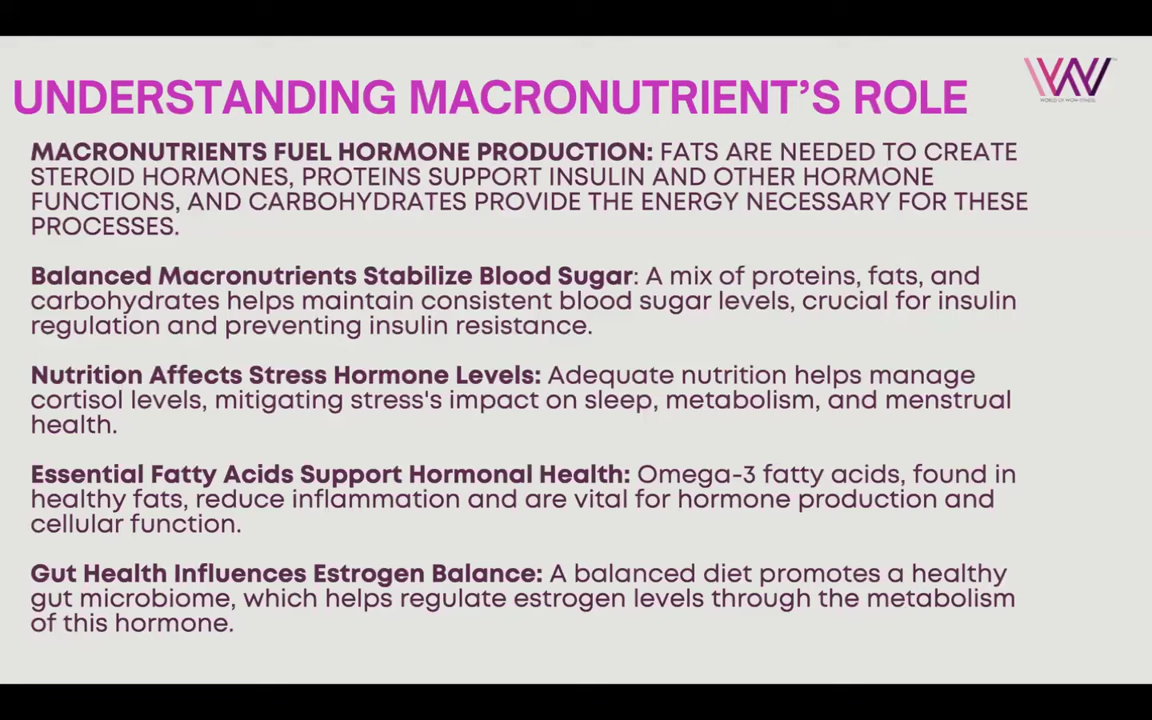 UNDERSTANDING MACRONUTRIENT'S ROLE
MACRONUTRIENTS FUEL HORMONE PRODUCTION: FATS ARE NEEDED TO CREATE
STEROID HORMONES, PROTEINS SUPPORT INSULIN AND OTHER HORMONE
FUNCTIONS, AND CARBOHYDRATES PROVIDE THE ENERGY NECESSARY FOR THESE
PROCESSES.
Balanced Macronutrients Stabilize Blood Sugar: A mix of proteins, fats, and
carbohydrates helps maintain consistent blood sugar levels, crucial for insulin
regulation and preventing insulin resistance.
Nutrition Affects Stress Hormone Levels: Adequate nutrition helps manage
cortisol levels, mitigating stress's impact on sleep, metabolism, and menstrual
health.
Essential Fatty Acids Support Hormonal Health: Omega-3 fatty acids, found in
healthy fats, reduce inflammation and are vital for hormone production and
cellular function.
Gut Health Influences Estrogen Balance: A balanced diet promotes a healthy
gut microbiome, which helps regulate estrogen levels through the metabolism
of this hormone.